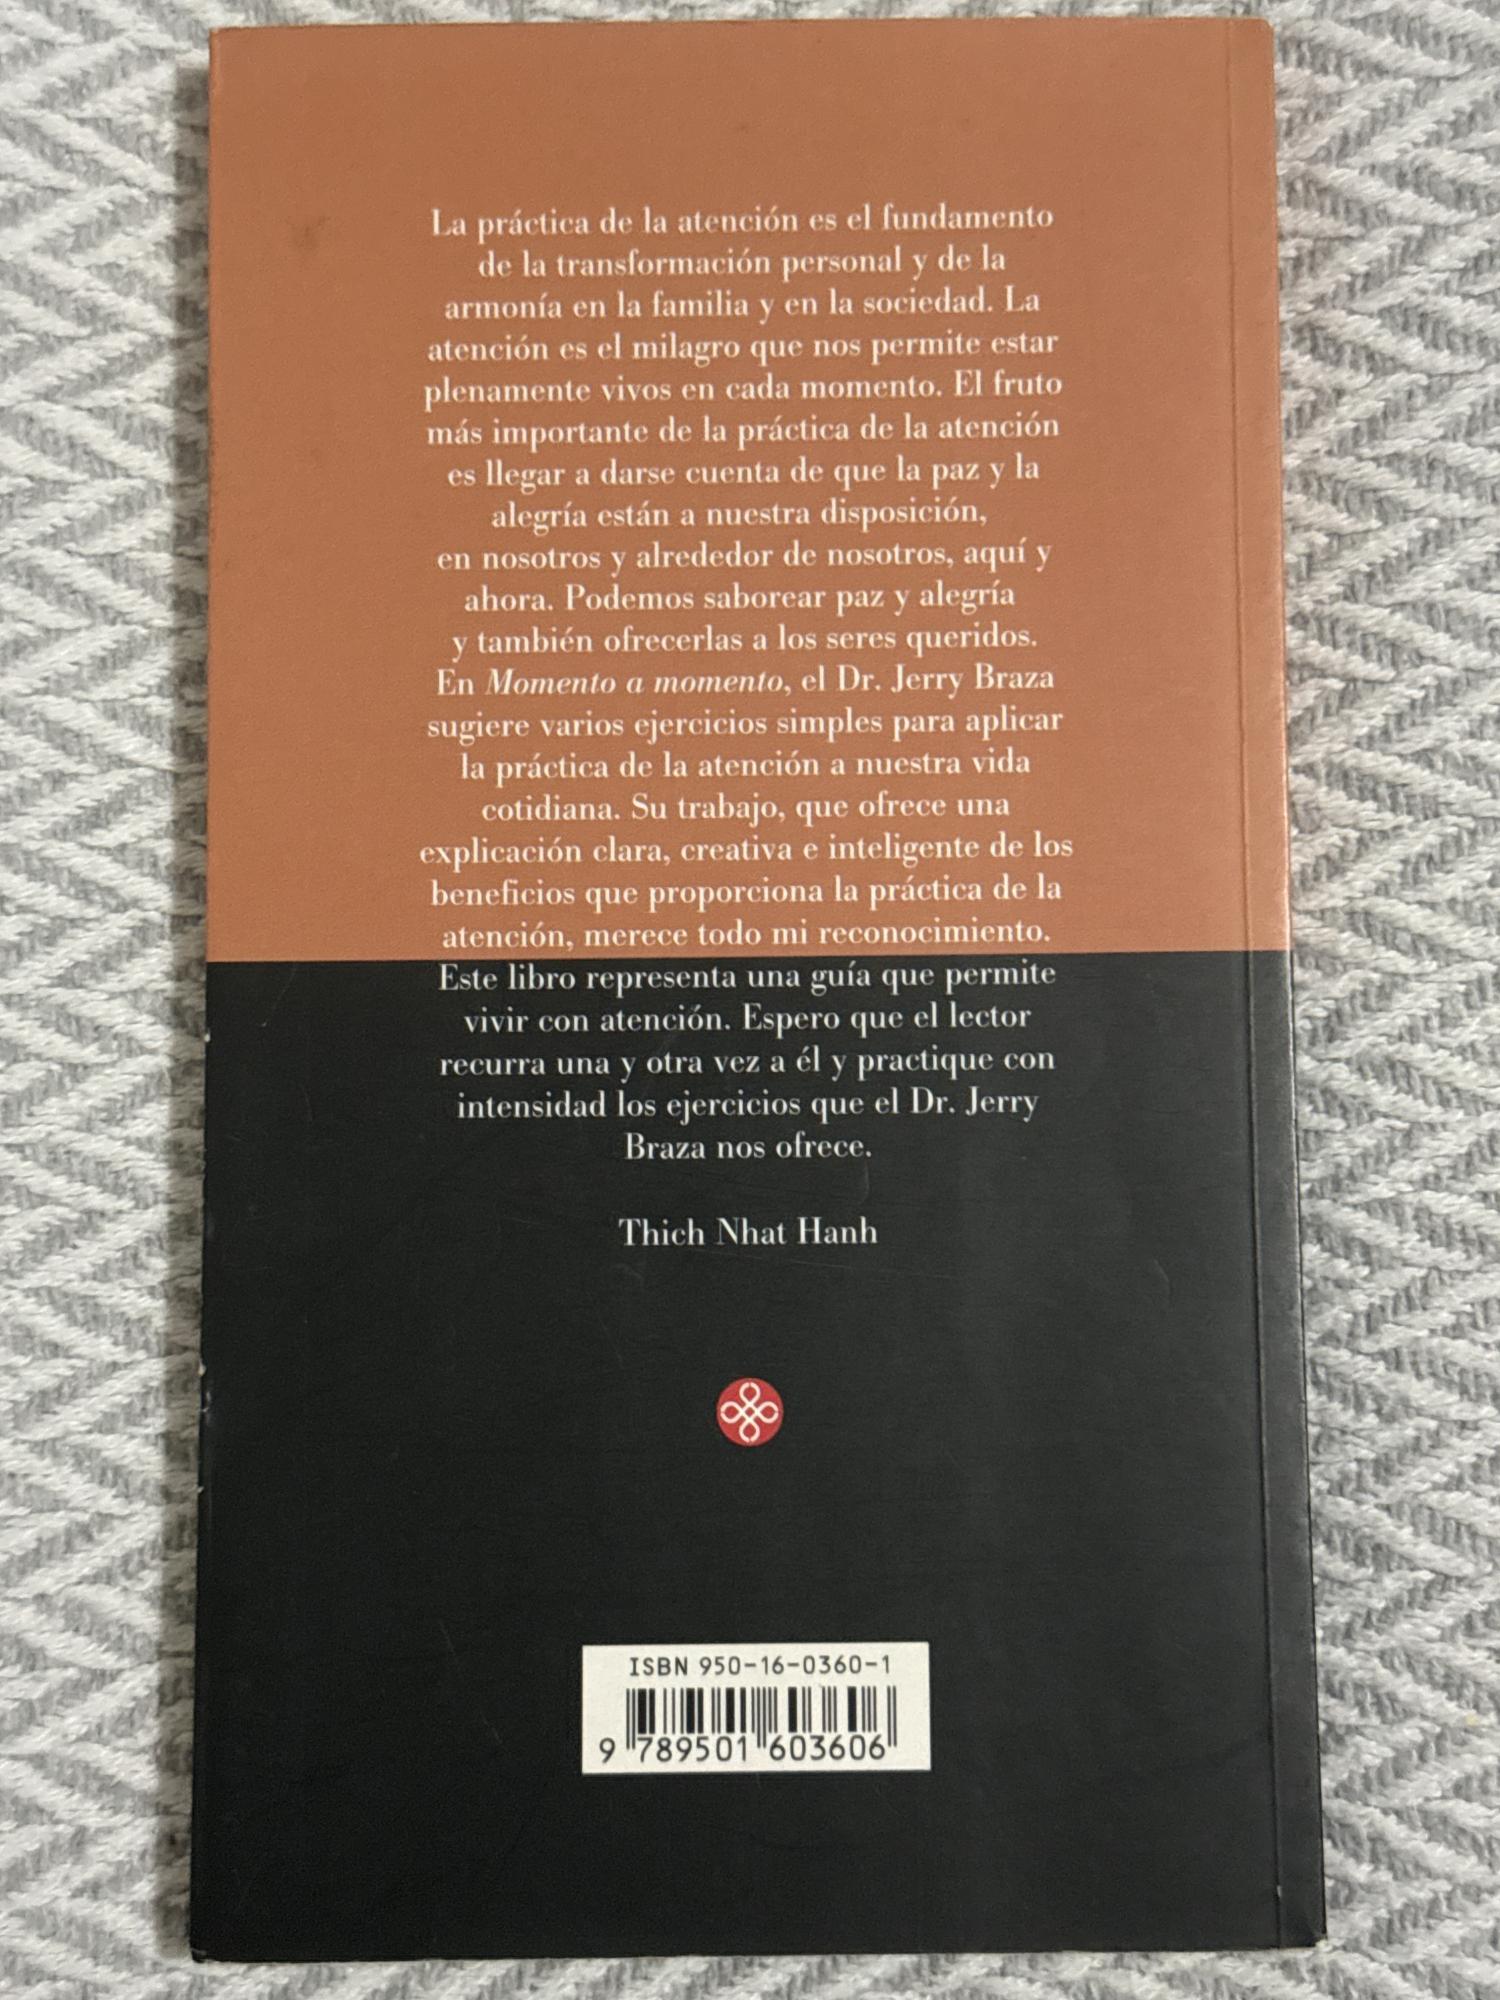 La práctica de la atención es el fundamento
de la transformación personal y de la
armonía en la familia y en la sociedad. La
atención es el milagro que nos permite estar
plenamente vivos en cada momento. El fruto
más importante de la práctica de la atención
es llegar a darse cuenta de que la paz y la
alegría están a nuestra disposición,
en nosotros y alrededor de nosotros, aquí y
ahora. Podemos saborear paz y alegría
y también ofrecerlas a los seres queridos.
En Momento a momento, el Dr. Jerry Braza
sugiere varios ejercicios simples para aplicar
la práctica de la atención a nuestra vida
cotidiana. Su trabajo, que ofrece una
explicación clara, creativa e inteligente de los
beneficios que proporciona la práctica de la
atención, merece todo mi reconocimiento.
Este libro representa una guía que permite
vivir con atención. Espero que el lector
recurra una y otra vez a él y practique con
intensidad los ejercicios que el Dr. Jerry
Braza nos ofrece.
Thich Nhat Hanh
ISBN 950-16-0360-1
9 789501 603606